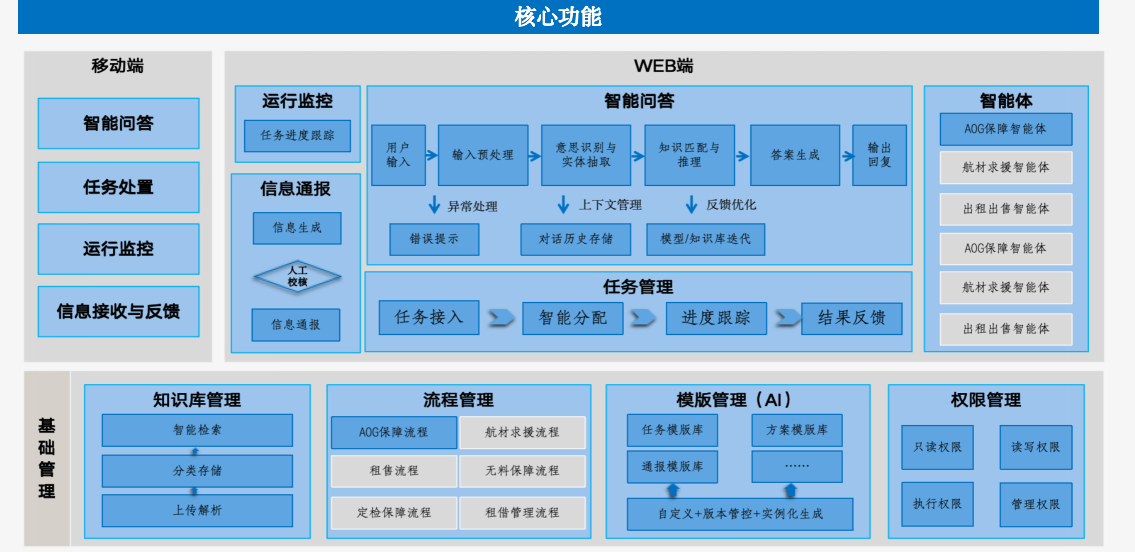 核心功能
移动端
智能问答
任务处置
运行监控
信息接收与反馈
WEB端
运行监控
任务进度跟踪
信息通报
信息生成
人工
校核
信息通报
智能问答
用户
输入
输入预处理
意思识别与
实体抽取
知识匹配与
推理
答案生成
输出
回复
异常处理
上下文管理
反馈优化
错误提示
对话历史存储
模型/知识库迭代
任务管理
任务接入
智能分配
进度跟踪
结果反馈
智能体
AOG保障智能体
航材求援智能体
出租出售智能体
AOG保障智能体
航材求援智能体
出租出售智能体
基础管理
知识库管理
智能检索
分类存储
上传解析
流程管理
AOG保障流程
航材求援流程
租售流程
无料保障流程
定检保障流程
租借管理流程
模版管理（AI）
任务模版库
方案模版库
通报模版库
……
自定义+版本管控+实例化生成
权限管理
只读权限
读写权限
执行权限
管理权限